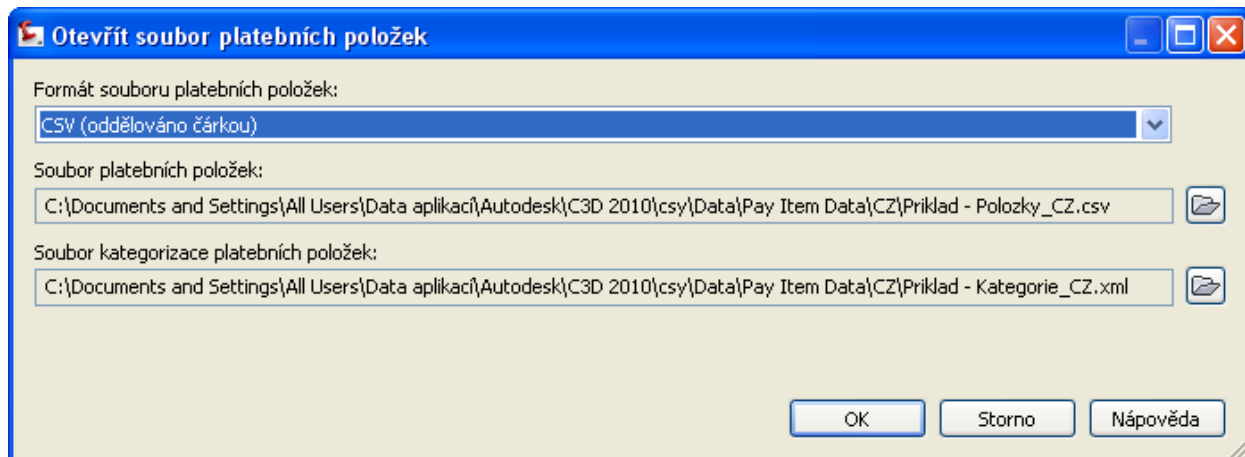 Otevřít soubor platebních položek
Formát souboru platebních položek:
CSV (oddělováno čárkou)
Soubor platebních položek:
C:\Documents and Settings\All Users\Data aplikací\Autodesk\C3D 2010\csy\Data\Pay Item Data\CZ\Priklad - Polozky_CZ.csv
Soubor kategorizace platebních položek:
C:\Documents and Settings\All Users\Data aplikací\Autodesk\C3D 2010\csy\Data\Pay Item Data\CZ\Priklad - Kategorie_CZ.xml
OK Storno Nápověda